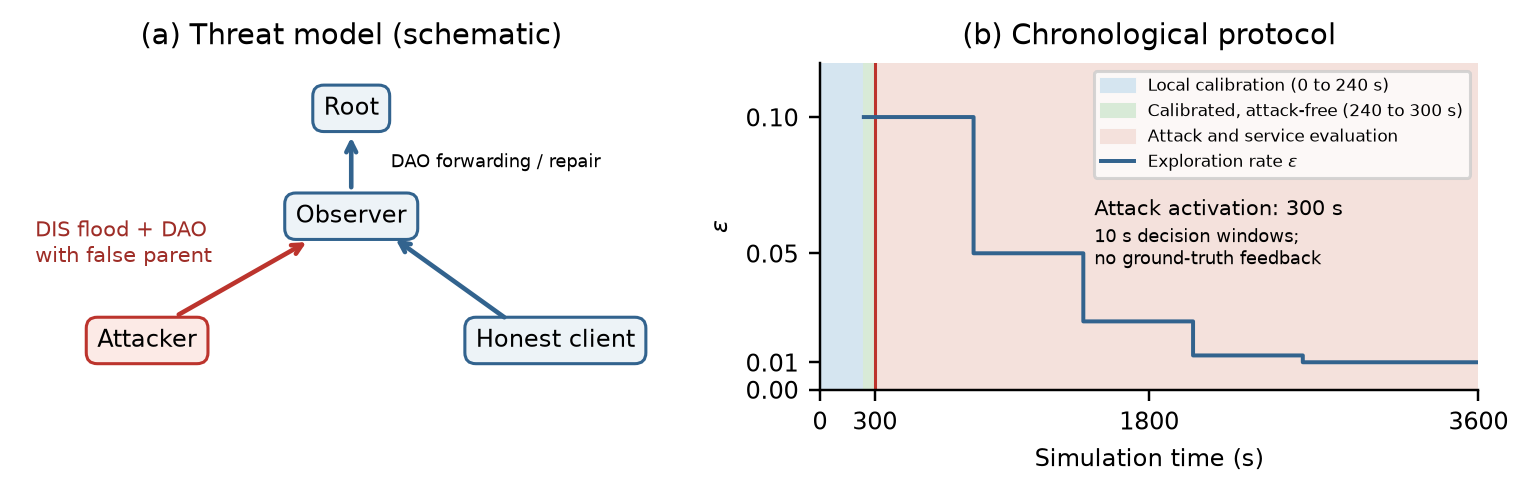 (a) Threat model (schematic)
Root
DAO forwarding / repair
Observer
DIS flood + DAO
with false parent
Attacker
Honest client
(b) Chronological protocol
Local calibration (0 to 240 s)
Calibrated, attack-free (240 to 300 s)
Attack and service evaluation
Exploration rate ε
Attack activation: 300 s
10 s decision windows;
no ground-truth feedback
ε
0.10
0.05
0.01
0.00
0
300
1800
3600
Simulation time (s)